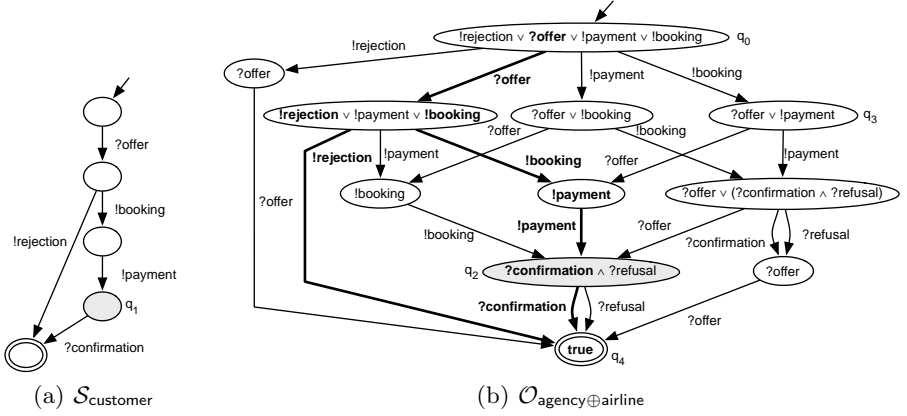 ?offer
!rejection
!booking
!payment
q1
?confirmation
(a) Scustomer
!rejection ∨ ?offer ∨ !payment ∨ !booking
q0
!rejection
?offer
?offer
!payment
!booking
!rejection ∨ !payment ∨ !booking
?offer ∨ !booking
?offer ∨ !payment
q3
!rejection
!payment
?offer
!booking
!booking
?offer
!payment
?offer
!booking
!payment
?offer ∨ (?confirmation ∧ ?refusal)
!booking
!payment
?offer
?confirmation
?refusal
q2
?confirmation ∧ ?refusal
?offer
?confirmation
?refusal
?offer
true
q4
(b) Oagency⊕airline